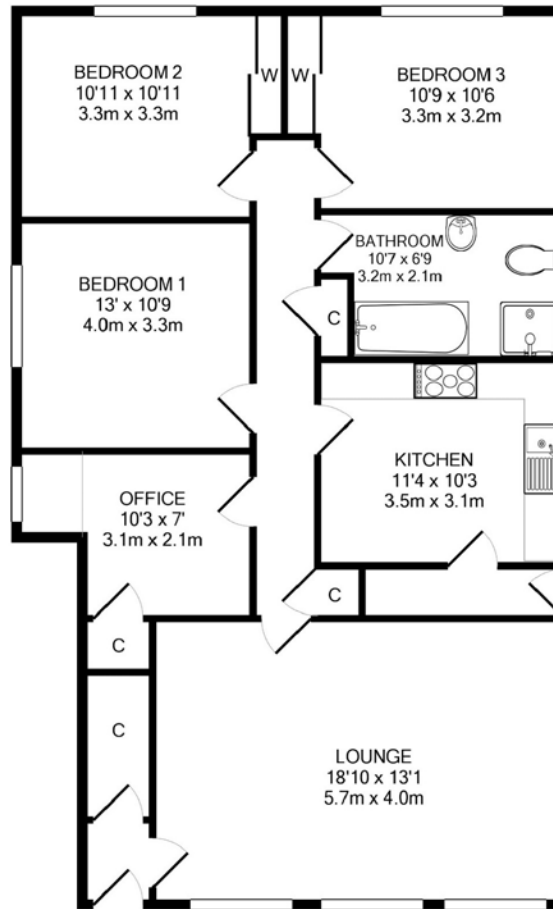 BEDROOM 2
10'11 x 10'11
3.3m x 3.3m
W
W
BEDROOM 3
10'9 x 10'6
3.3m x 3.2m
BATHROOM
10'7 x 6'9
3.2m x 2.1m
BEDROOM 1
13' x 10'9
4.0m x 3.3m
C
KITCHEN
11'4 x 10'3
3.5m x 3.1m
OFFICE
10'3 x 7'
3.1m x 2.1m
C
C
C
LOUNGE
18'10 x 13'1
5.7m x 4.0m